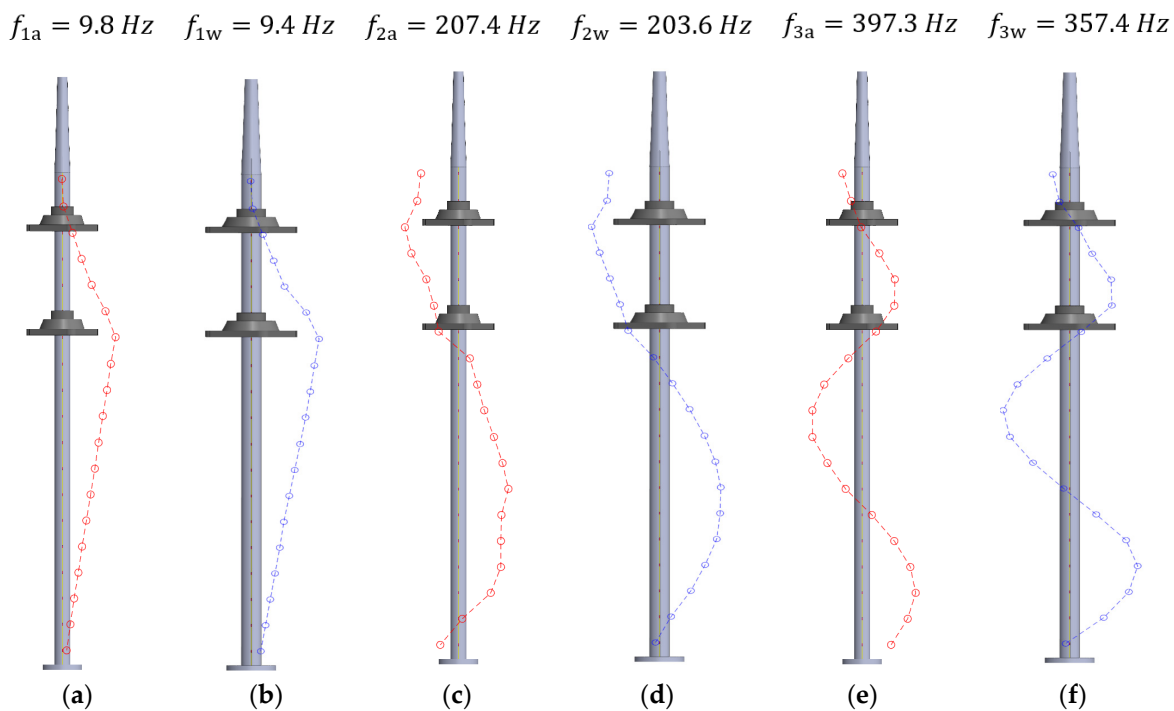 f₁ₐ = 9.8 Hz f₁w = 9.4 Hz f₂ₐ = 207.4 Hz f₂w = 203.6 Hz f₃ₐ = 397.3 Hz f₃w = 357.4 Hz
(a) (b) (c) (d) (e) (f)